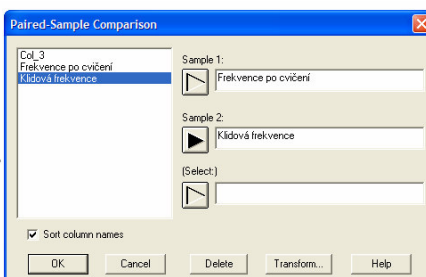 Paired-Sample Comparison
Col_3
Frekvence po cvičení
Klidová frekvence
Sample 1:
Frekvence po cvičení
Sample 2:
Klidová frekvence
(Select:)
Sort column names
OK
Cancel
Delete
Transform...
Help